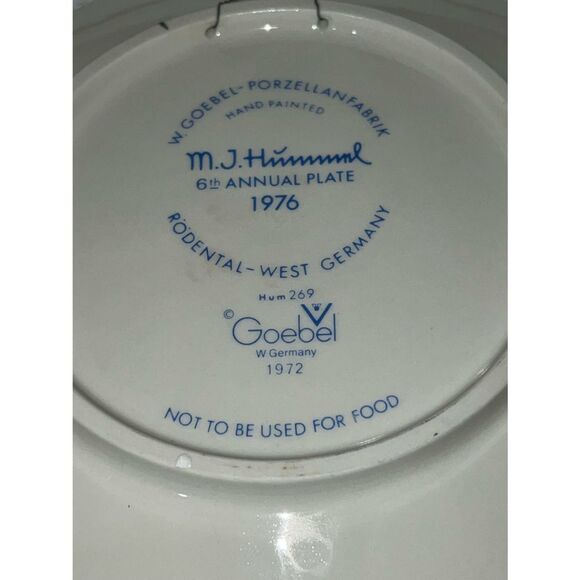 W. GOEBEL-PORZELLANFABRIK
HAND PAINTED
M.J.Hümmel
6th ANNUAL PLATE
1976
RÖDENTAL-WEST GERMANY
Hum 269
© Goebel
W Germany
1972
NOT TO BE USED FOR FOOD